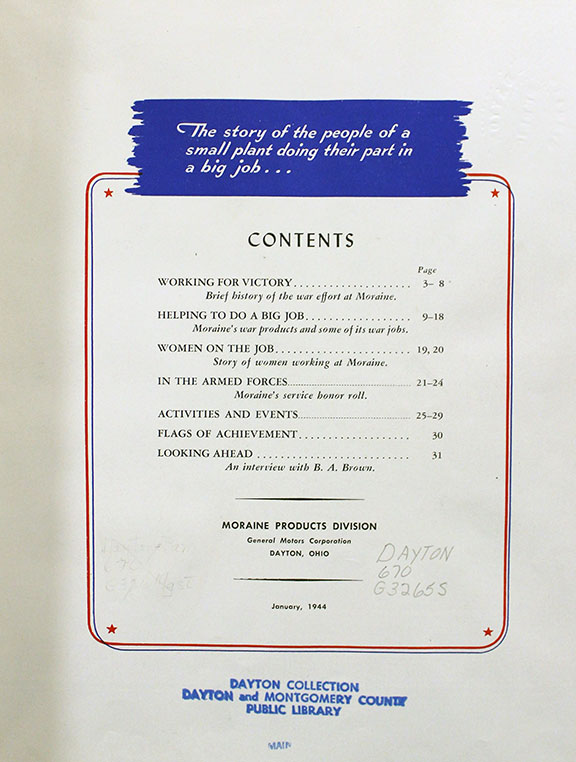 The story of the people of a
small plant doing their part in
a big job...
CONTENTS
Page
WORKING FOR VICTORY.................... 3– 8
Brief history of the war effort at Moraine.
HELPING TO DO A BIG JOB.................. 9–18
Moraine's war products and some of its war jobs.
WOMEN ON THE JOB....................... 19, 20
Story of women working at Moraine.
IN THE ARMED FORCES........................ 21–24
Moraine's service honor roll.
ACTIVITIES AND EVENTS........................ 25–29
FLAGS OF ACHIEVEMENT................... 30
LOOKING AHEAD .......................... 31
An interview with B. A. Brown.
MORAINE PRODUCTS DIVISION
General Motors Corporation
DAYTON, OHIO
DAYTON
670
G3265S
January, 1944
DAYTON COLLECTION
DAYTON and MONTGOMERY COUNTY
PUBLIC LIBRARY
MAIN